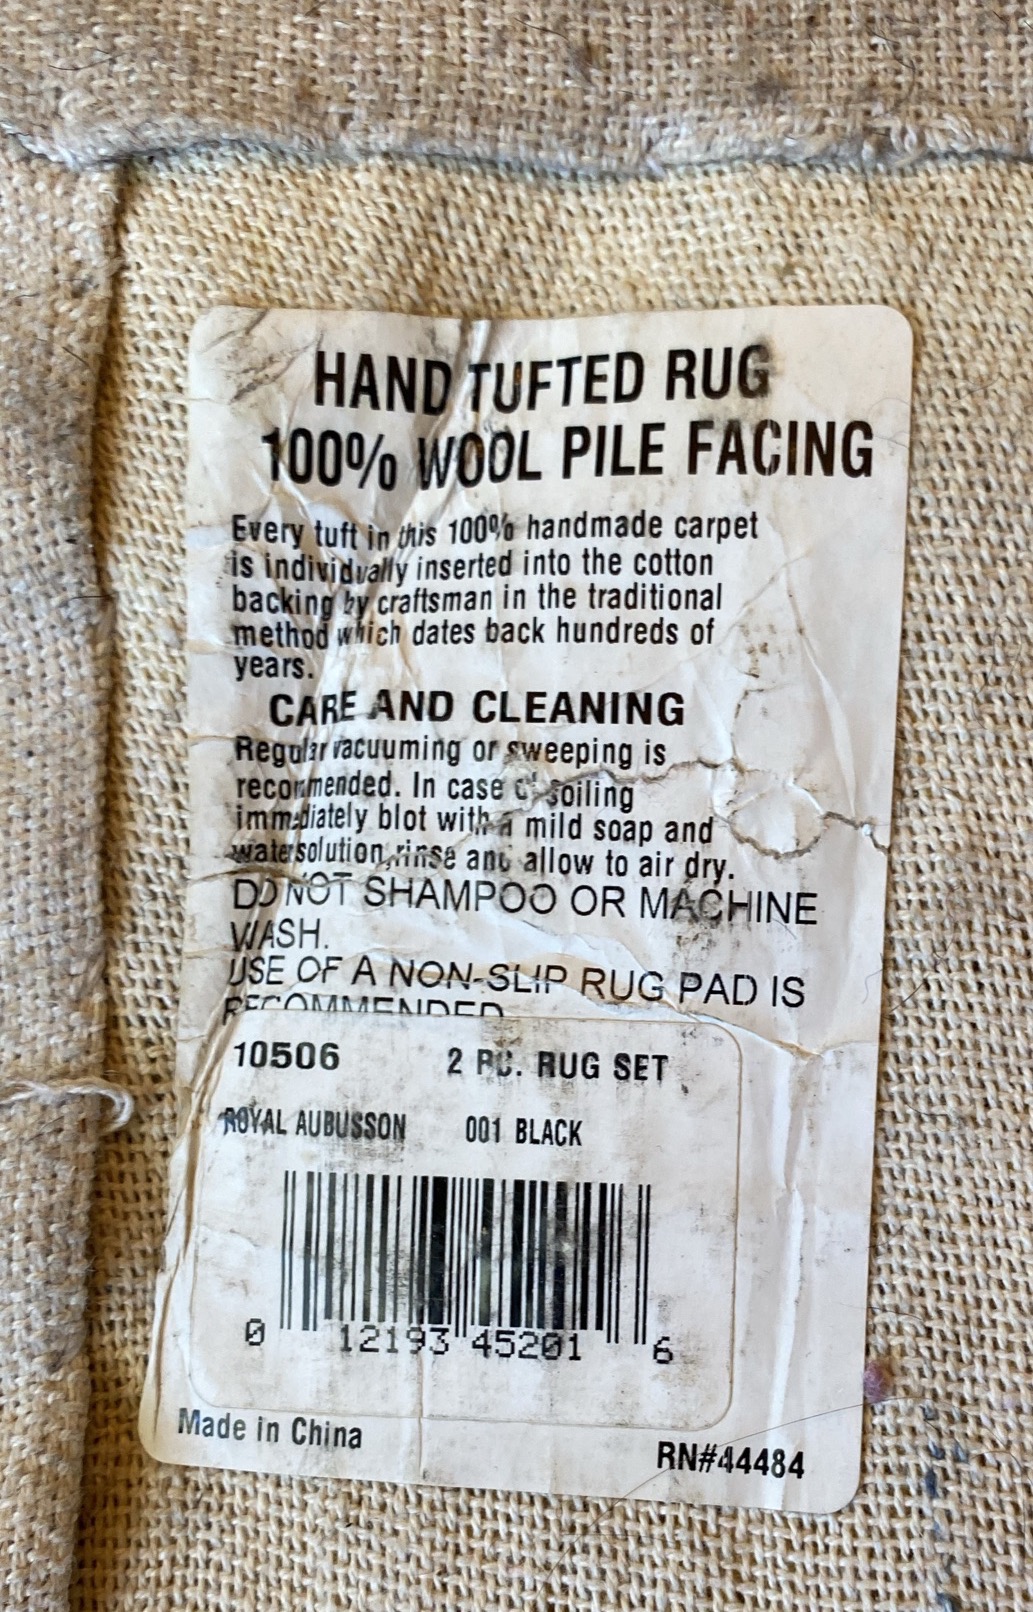 HAND TUFTED RUG
100% WOOL PILE FACING
Every tuft in this 100% handmade carpet
is individually inserted into the cotton
backing by craftsman in the traditional
method which dates back hundreds of
years.
CARE AND CLEANING
Regular vacuuming or sweeping is
recommended. In case of soiling
immediately blot with a mild soap and
watersolution,rinse and allow to air dry.
DO NOT SHAMPOO OR MACHINE
WASH.
USE OF A NON-SLIP RUG PAD IS
RECOMMENDED
10506 2 PC. RUG SET
ROYAL AUBUSSON 001 BLACK
0 12193 45201 6
Made in China
RN#44484